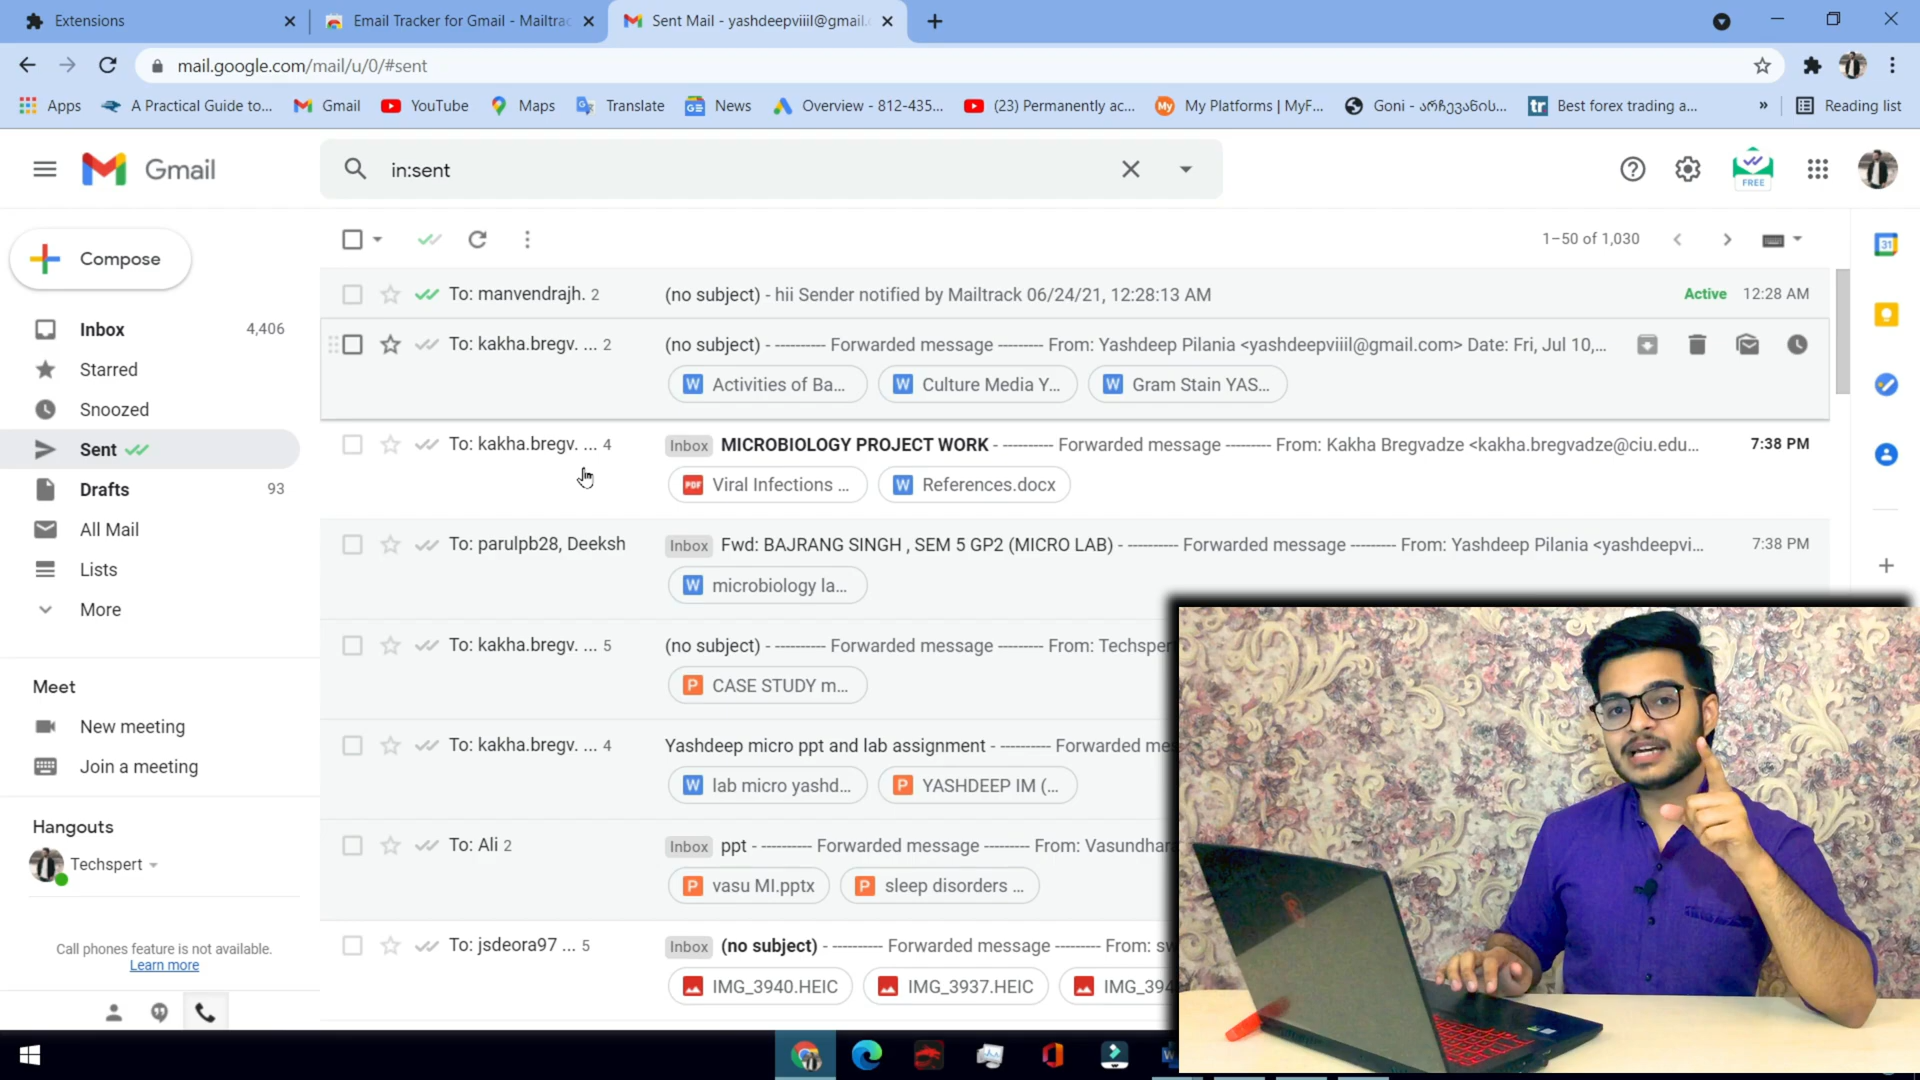 Extensions
Email Tracker for Gmail - Mailtrac
Sent Mail - yashdeepviiil@gmail.
mail.google.com/mail/u/0/#sent
Apps
A Practical Guide to...
Gmail
YouTube
Maps
Translate
News
Overview - 812-435...
(23) Permanently ac...
My Platforms | MyF...
Goni - არჩევანის...
Best forex trading a...
»
Reading list
Gmail
in:sent
FREE
Compose
1–50 of 1,030
31
Inbox 4,406
Starred
Snoozed
Sent
Drafts 93
All Mail
Lists
More
Meet
New meeting
Join a meeting
Hangouts
Techspert
Call phones feature is not available.
Learn more
To: manvendrajh. 2 (no subject) - hii Sender notified by Mailtrack 06/24/21, 12:28:13 AM Active 12:28 AM
To: kakha.bregv. ... 2 (no subject) - ---------- Forwarded message --------- From: Yashdeep Pilania <yashdeepviiil@gmail.com> Date: Fri, Jul 10,...
W Activities of Ba... W Culture Media Y... W Gram Stain YAS...
To: kakha.bregv. ... 4 Inbox MICROBIOLOGY PROJECT WORK - ---------- Forwarded message --------- From: Kakha Bregvadze <kakha.bregvadze@ciu.edu... 7:38 PM
PDF Viral Infections ... W References.docx
To: parulpb28, Deeksh Inbox Fwd: BAJRANG SINGH , SEM 5 GP2 (MICRO LAB) - ---------- Forwarded message --------- From: Yashdeep Pilania <yashdeepvi... 7:38 PM
W microbiology la...
To: kakha.bregv. ... 5 (no subject) - ---------- Forwarded message --------- From: Techsper
P CASE STUDY m...
To: kakha.bregv. ... 4 Yashdeep micro ppt and lab assignment - ---------- Forwarded me
W lab micro yashd... P YASHDEEP IM (...
To: Ali 2 Inbox ppt - ---------- Forwarded message --------- From: Vasundhar
P vasu MI.pptx P sleep disorders ...
To: jsdeora97 ... 5 Inbox (no subject) - ---------- Forwarded message --------- From: sw
IMG_3940.HEIC IMG_3937.HEIC IMG_394